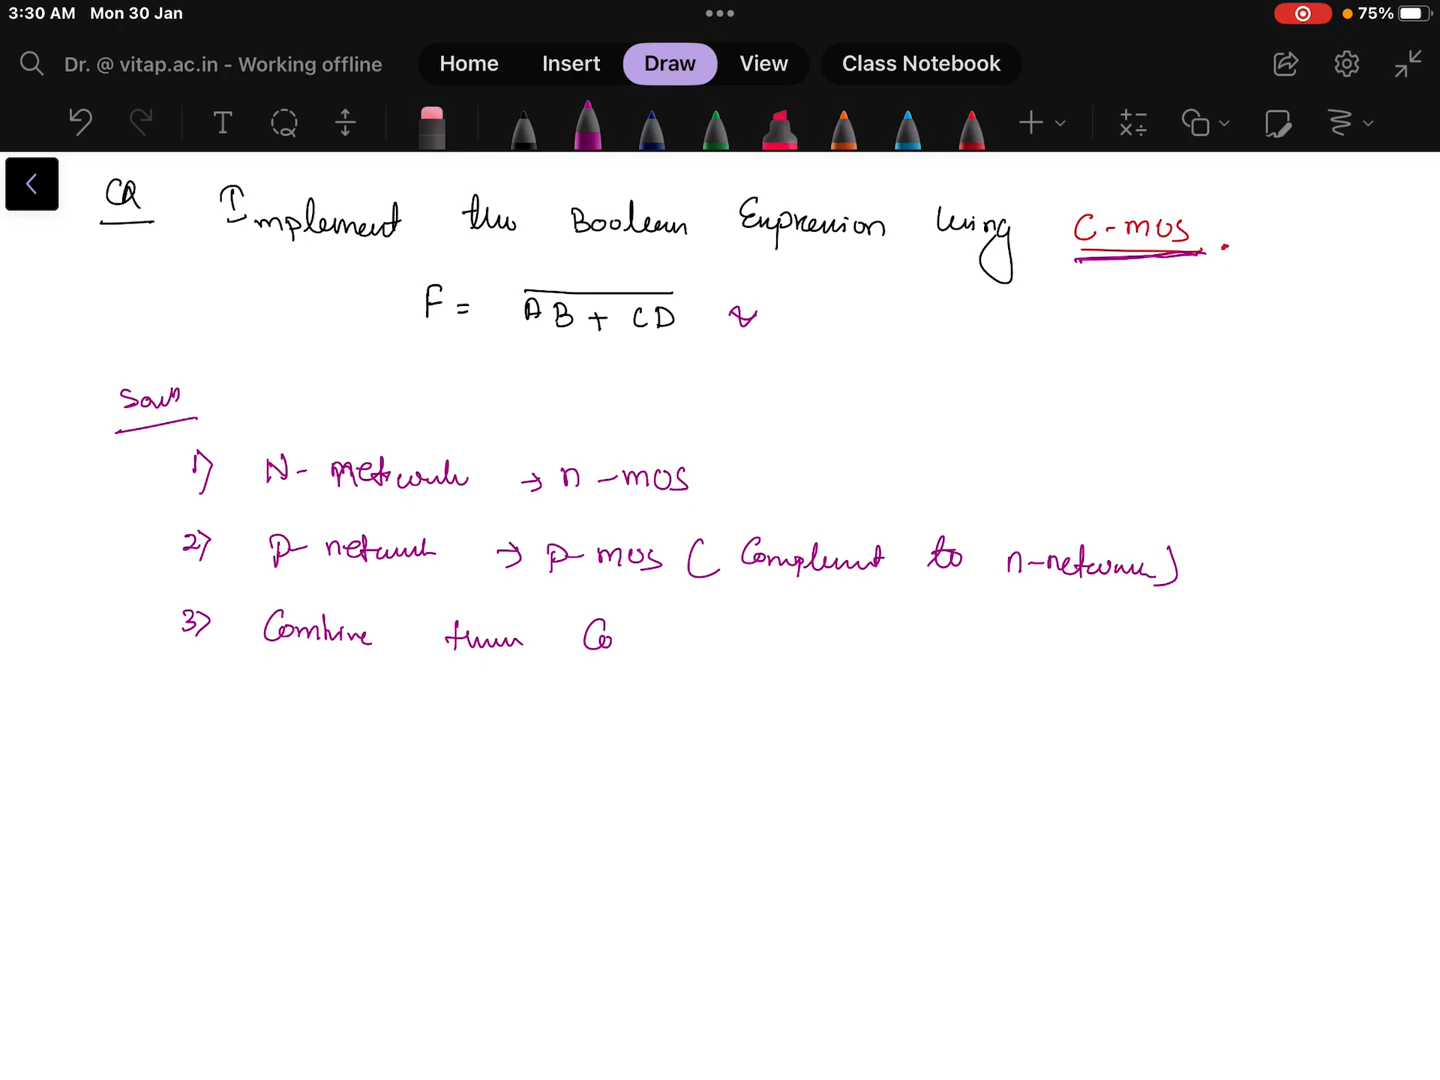 3:30 AM Mon 30 Jan 75%
Dr. @ vitap.ac.in - Working offline Home Insert Draw View Class Notebook
T
Q Implement the Boolean Expression using C-MOS.
F = \overline{AB + CD}
Soln
1) N-network → n-mos
2) P-network → P-mos (Complement to n-network)
3) Combine them Co